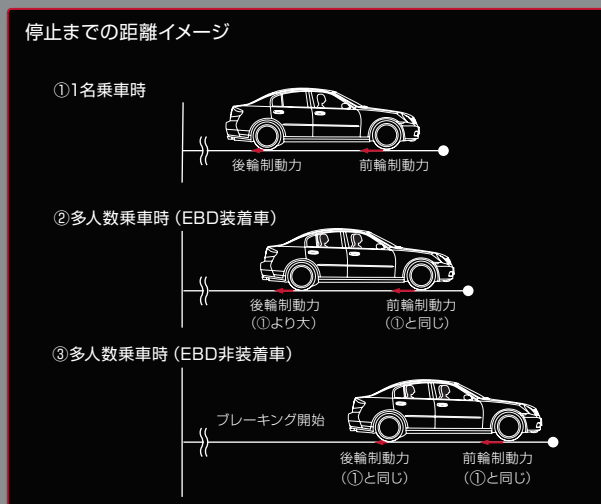 停止までの距離イメージ
①1名乗車時
後輪制動力
前輪制動力
②多人数乗車時（EBD装着車）
後輪制動力
（①より大）
前輪制動力
（①と同じ）
③多人数乗車時（EBD非装着車）
ブレーキング開始
後輪制動力
（①と同じ）
前輪制動力
（①と同じ）